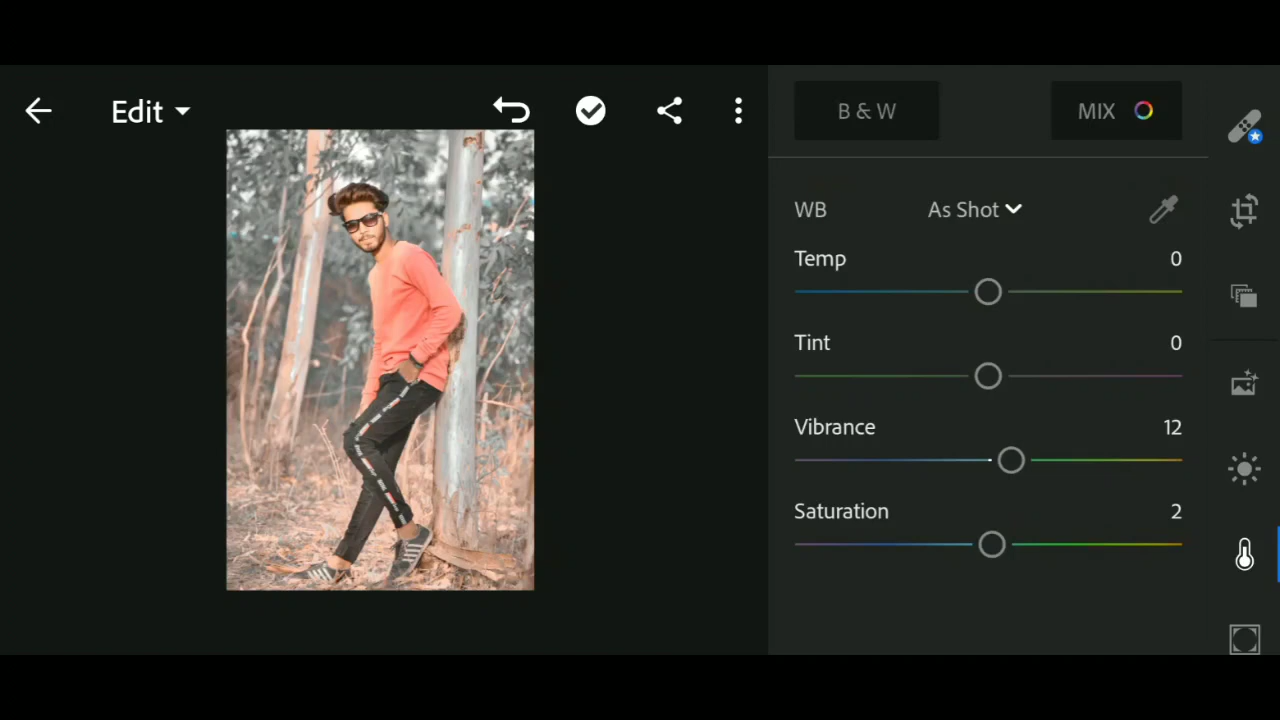 Edit
B & W
MIX
WB
As Shot
Temp
0
Tint
0
Vibrance
12
Saturation
2